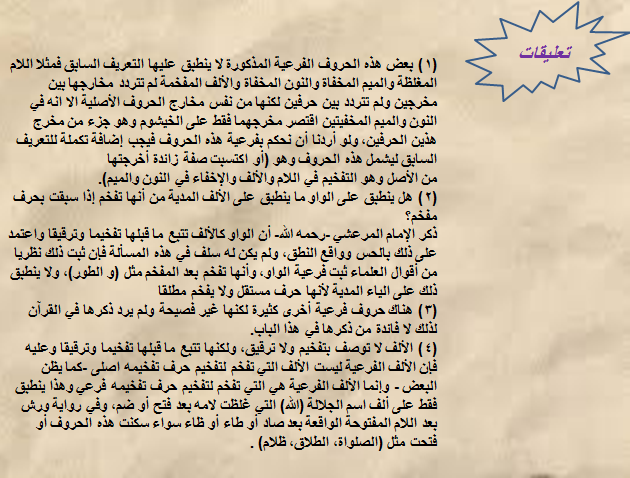 تعليقات
(١) بعض هذه الحروف الفرعية المذكورة لا ينطبق عليها التعريف السابق فمثلا اللام
المغلظة والميم المخفاة والنون المخفاة والألف المفخمة لم تتردد مخارجها بين
مخرجين ولم تتردد بين حرفين لكنها من نفس مخارج الحروف الأصلية الا انه في
النون والميم المخفيتين اقتصر مخرجهما فقط على الخيشوم وهو جزء من مخرج
هذين الحرفين، ولو أردنا أن نحكم بفرعية هذه الحروف فيجب إضافة تكملة للتعريف
السابق ليشمل هذه الحروف وهو (أو اكتسبت صفة زائدة أخرجتها
من الأصل وهو التفخيم في اللام والألف والإخفاء في النون والميم).
(٢) هل ينطبق على الواو ما ينطبق على الألف المدية من أنها تفخم إذا سبقت بحرف
مفخم؟
ذكر الإمام المرعشي -رحمه الله- أن الواو كالألف تتبع ما قبلها تفخيما وترقيقا واعتمد
على ذلك بالحس وواقع النطق، ولم يكن له سلف في هذه المسألة فإن ثبت ذلك نظريا
من أقوال العلماء ثبت فرعية الواو، وأنها تفخم بعد المفخم مثل (و الطور)، ولا ينطبق
ذلك على الياء المدية لأنها حرف مستقل ولا يفخم مطلقا
(٣) هناك حروف فرعية أخرى كثيرة لكنها غير فصيحة ولم يرد ذكرها في القرآن
لذلك لا فائدة من ذكرها في هذا الباب.
(٤) الألف لا توصف بتفخيم ولا ترقيق، ولكنها تتبع ما قبلها تفخيما وترقيقا وعليه
فإن الألف الفرعية ليست الألف التي تفخم لتفخيم حرف تفخيمه اصلى -كما يظن
البعض - وإنما الألف الفرعية هي التي تفخم لتفخيم حرف تفخيمه فرعي وهذا ينطبق
فقط على ألف اسم الجلالة (الله) التي غلظت لامه بعد فتح أو ضم، وفي رواية ورش
بعد اللام المفتوحة الواقعة بعد صاد أو طاء أو ظاء سواء سكنت هذه الحروف أو
فتحت مثل (الصلواة، الطلاق، ظلام) .